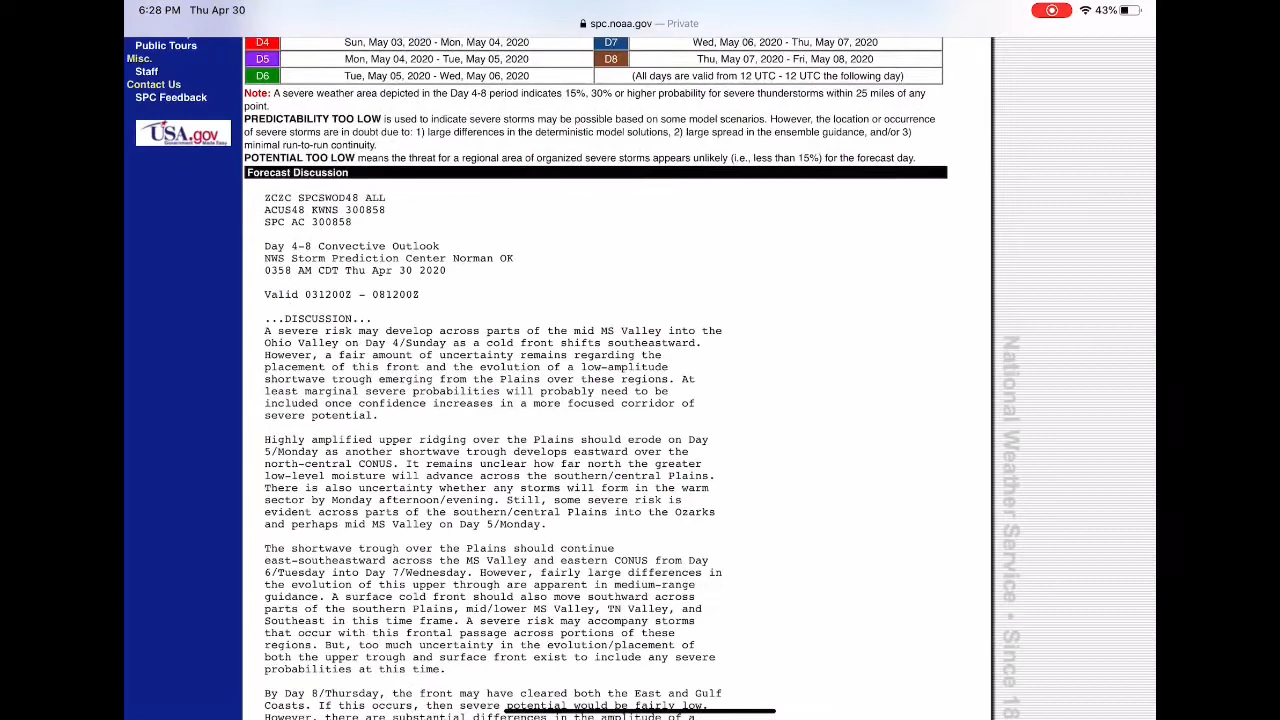 6:28 PM Thu Apr 30
43%
spc.noaa.gov — Private
Public Tours
Misc.
Staff
Contact Us
SPC Feedback
USA.gov
Government Made Easy
D4 Sun, May 03, 2020 - Mon, May 04, 2020 D7 Wed, May 06, 2020 - Thu, May 07, 2020
D5 Mon, May 04, 2020 - Tue, May 05, 2020 D8 Thu, May 07, 2020 - Fri, May 08, 2020
D6 Tue, May 05, 2020 - Wed, May 06, 2020 (All days are valid from 12 UTC - 12 UTC the following day)
Note: A severe weather area depicted in the Day 4-8 period indicates 15%, 30% or higher probability for severe thunderstorms within 25 miles of any
point.
PREDICTABILITY TOO LOW is used to indicate severe storms may be possible based on some model scenarios. However, the location or occurrence
of severe storms are in doubt due to: 1) large differences in the deterministic model solutions, 2) large spread in the ensemble guidance, and/or 3)
minimal run-to-run continuity.
POTENTIAL TOO LOW means the threat for a regional area of organized severe storms appears unlikely (i.e., less than 15%) for the forecast day.
Forecast Discussion
ZCZC SPCSWOD48 ALL
ACUS48 KWNS 300858
SPC AC 300858
Day 4-8 Convective Outlook
NWS Storm Prediction Center Norman OK
0358 AM CDT Thu Apr 30 2020
Valid 031200Z - 081200Z
...DISCUSSION...
A severe risk may develop across parts of the mid MS Valley into the
Ohio Valley on Day 4/Sunday as a cold front shifts southeastward.
However, a fair amount of uncertainty remains regarding the
placement of this front and the evolution of a low-amplitude
shortwave trough emerging from the Plains over these regions. At
least marginal severe probabilities will probably need to be
included once confidence increases in a more focused corridor of
severe potential.
Highly amplified upper ridging over the Plains should erode on Day
5/Monday as another shortwave trough develops eastward over the
north-central CONUS. It remains unclear how far north the greater
low-level moisture will advance across the southern/central Plains.
There is also uncertainty whether any storms will form in the warm
sector by Monday afternoon/evening. Still, some severe risk is
evident across parts of the southern/central Plains into the Ozarks
and perhaps mid MS Valley on Day 5/Monday.
The shortwave trough over the Plains should continue
east-southeastward across the MS Valley and eastern CONUS from Day
6/Tuesday into Day 7/Wednesday. However, fairly large differences in
the evolution of this upper trough are apparent in medium-range
guidance. A surface cold front should also move southward across
parts of the southern Plains, mid/lower MS Valley, TN Valley, and
Southeast in this time frame. A severe risk may accompany storms
that occur with this frontal passage across portions of these
regions. But, too much uncertainty in the evolution/placement of
both the upper trough and surface front exist to include any severe
probabilities at this time.
By Day 8/Thursday, the front may have cleared both the East and Gulf
Coasts. If this occurs, then severe potential would be fairly low.
However, there are substantial differences in the amplitude of a
National Weather Service • Since 18